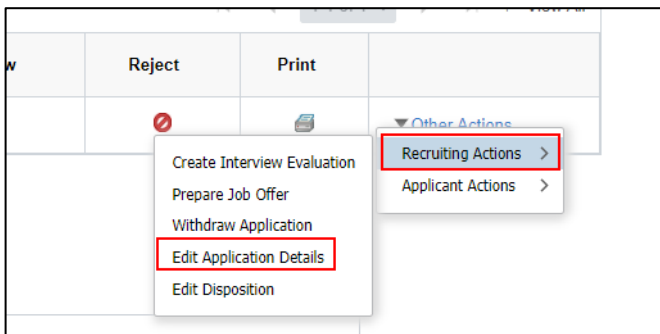 w
Reject
Print
Other Actions
Recruiting Actions
Applicant Actions
Create Interview Evaluation
Prepare Job Offer
Withdraw Application
Edit Application Details
Edit Disposition